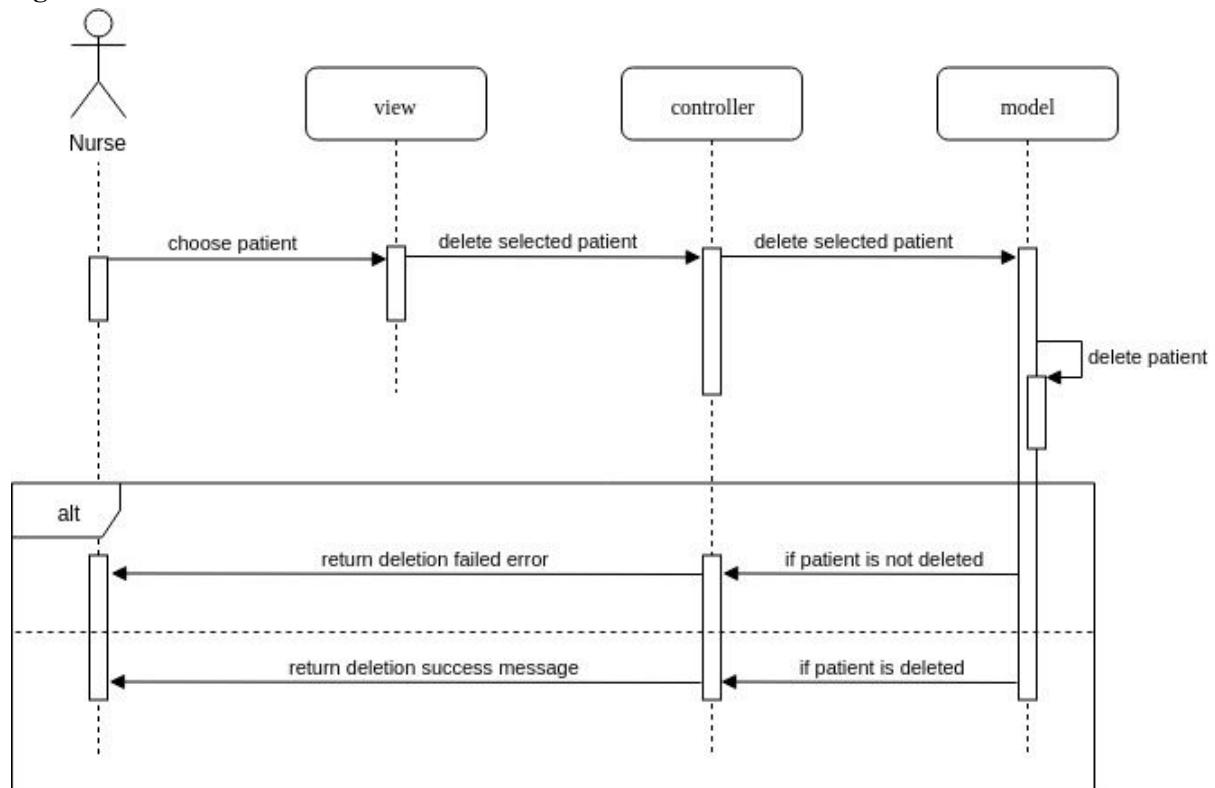 view
controller
model
Nurse
choose patient
delete selected patient
delete selected patient
delete patient
alt
return deletion failed error
if patient is not deleted
return deletion success message
if patient is deleted